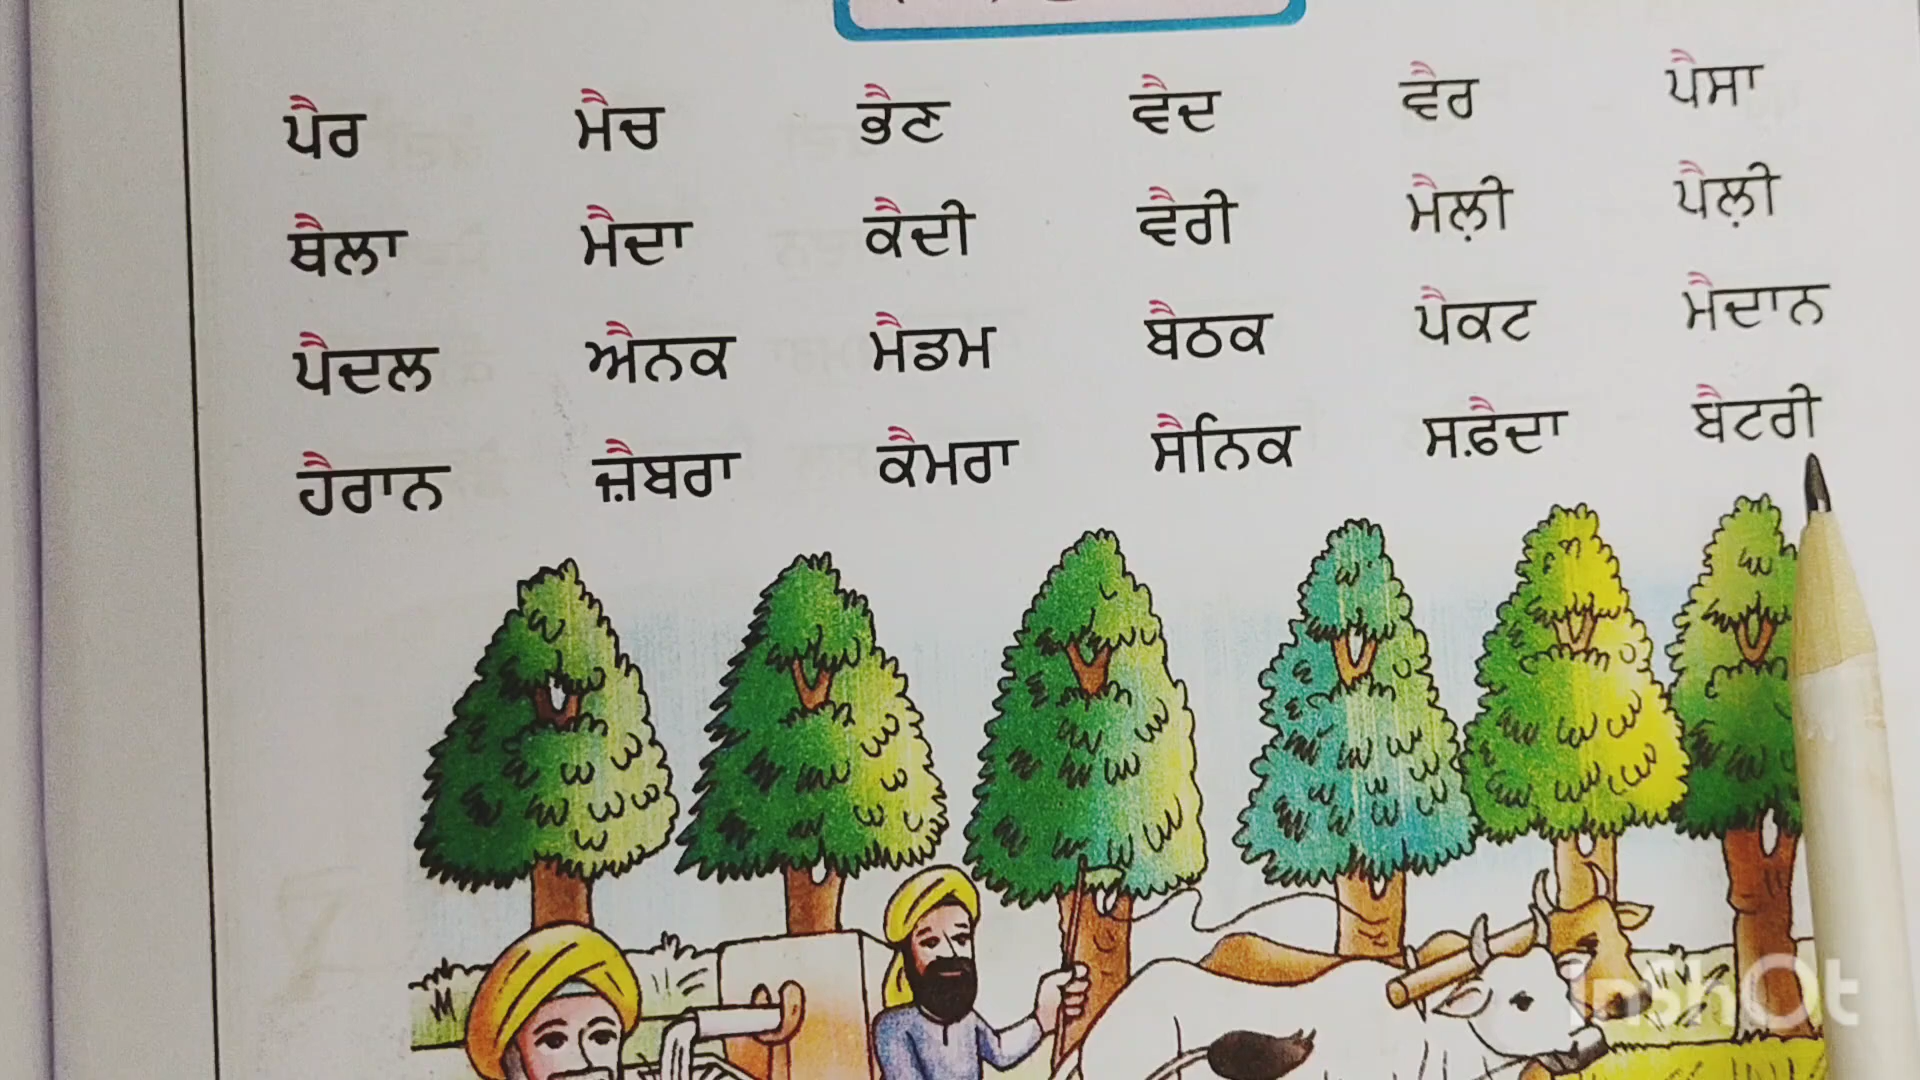 ਪੈਰ ਮੈਚ ਭੈਣ ਵੈਦ ਵੈਰ ਪੈਸਾ
ਥੈਲਾ ਮੈਦਾ ਕੈਦੀ ਵੈਰੀ ਮੈਲ਼ੀ ਪੈਲ਼ੀ
ਪੈਦਲ ਐਨਕ ਮੈਡਮ ਬੈਠਕ ਪੈਕਟ ਮੈਦਾਨ
ਹੈਰਾਨ ਜ਼ੈਬਰਾ ਕੈਮਰਾ ਸੈਨਿਕ ਸਫ਼ੈਦਾ ਬੈਟਰੀ
InShOt